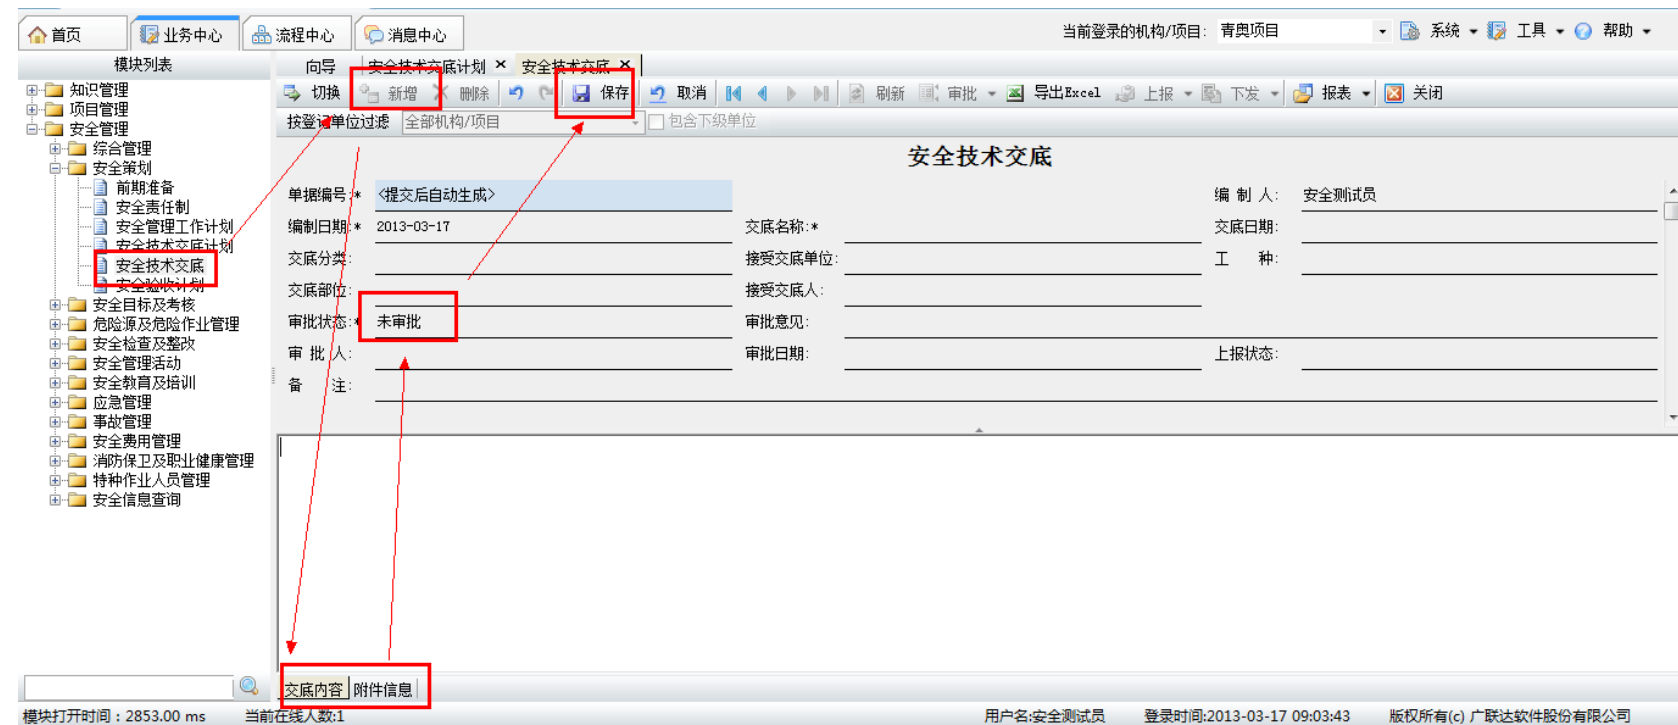 首页 业务中心 流程中心 消息中心 当前登录的机构/项目: 青奥项目 系统 工具 帮助
模块列表 向导 安全技术交底计划 安全技术交底
切换 新增 删除 保存 取消 刷新 审批 导出Excel 上报 下发 报表 关闭
按登记单位过滤 全部机构/项目 包含下级单位
知识管理
项目管理
安全管理
综合管理
安全策划
前期准备
安全责任制
安全管理工作计划
安全技术交底计划
安全技术交底
安全验收计划
安全目标及考核
危险源及危险作业管理
安全检查及整改
安全管理活动
安全教育及培训
应急管理
事故管理
安全费用管理
消防保卫及职业健康管理
特种作业人员管理
安全信息查询
安全技术交底
单据编号:* <提交后自动生成> 编 制 人: 安全测试员
编制日期:* 2013-03-17 交底名称:* 交底日期:
交底分类: 接受交底单位: 工 种:
交底部位: 接受交底人:
审批状态:* 未审批 审批意见:
审 批 人: 审批日期: 上报状态:
备 注:
交底内容 附件信息
模块打开时间：2853.00 ms 当前在线人数:1 用户名:安全测试员 登录时间:2013-03-17 09:03:43 版权所有(c) 广联达软件股份有限公司